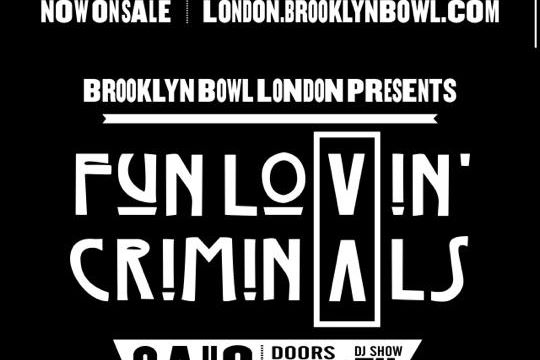 NOW ON SALE LONDON.BROOKLYNBOWL.COM
BROOKLYN BOWL LONDON PRESENTS
FUN LOVIN'
CRIMINALS
DOORS DJ SHOW